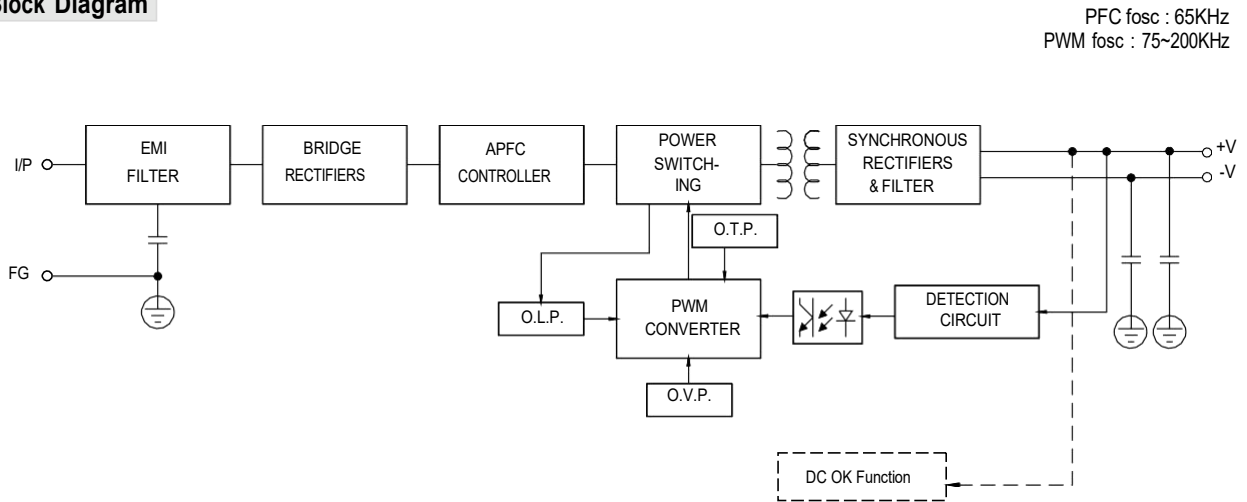 Block Diagram
PFC fosc : 65KHz
PWM fosc : 75~200KHz
I/P
EMI
FILTER
BRIDGE
RECTIFIERS
APFC
CONTROLLER
POWER
SWITCH-
ING
SYNCHRONOUS
RECTIFIERS
& FILTER
+V
-V
FG
O.T.P.
O.L.P.
PWM
CONVERTER
DETECTION
CIRCUIT
O.V.P.
DC OK Function